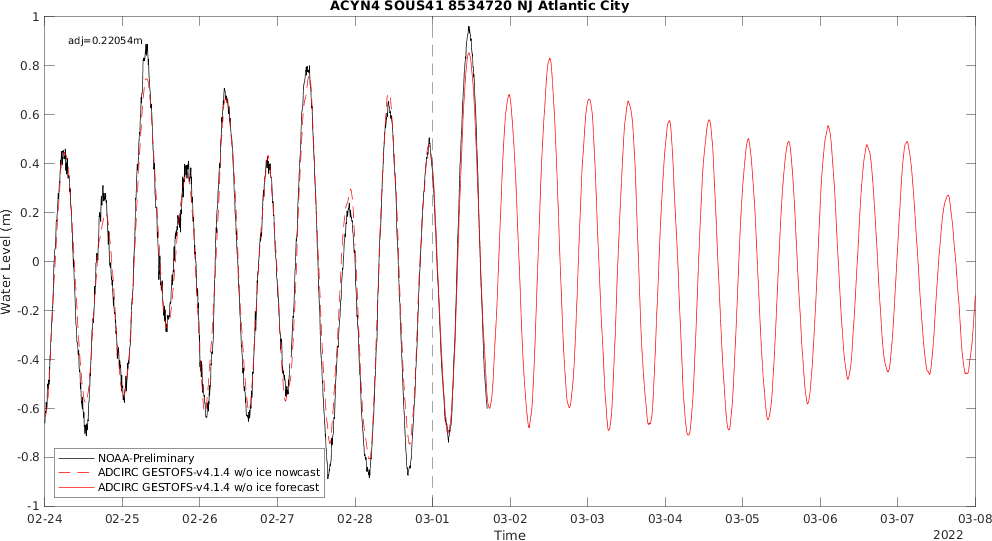 ACYN4 SOUS41 8534720 NJ Atlantic City
adj=0.22054m
Water Level (m)
1
0.8
0.6
0.4
0.2
0
-0.2
-0.4
-0.6
-0.8
-1
NOAA-Preliminary
ADCIRC GESTOFS-v4.1.4 w/o ice nowcast
ADCIRC GESTOFS-v4.1.4 w/o ice forecast
02-24 02-25 02-26 02-27 02-28 03-01 03-02 03-03 03-04 03-05 03-06 03-07 03-08
Time
2022